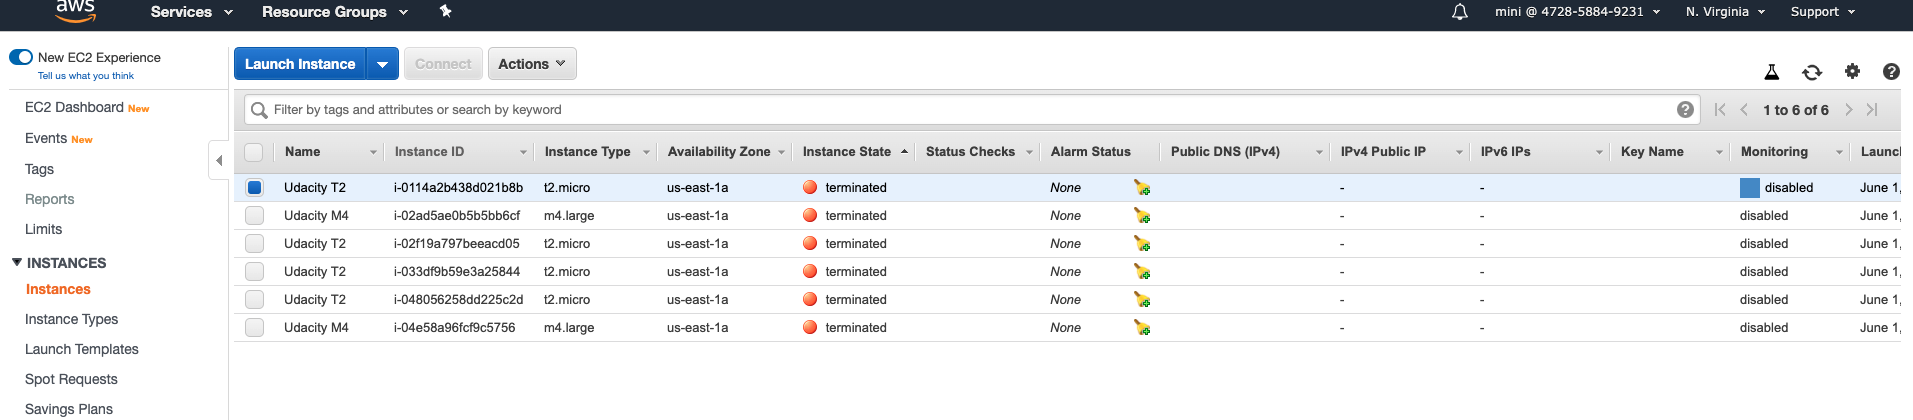 aws Services Resource Groups mini @ 4728-5884-9231 N. Virginia Support
New EC2 Experience
Tell us what you think
EC2 Dashboard New
Events New
Tags
Reports
Limits
INSTANCES
Instances
Instance Types
Launch Templates
Spot Requests
Savings Plans
Launch Instance Connect Actions
Filter by tags and attributes or search by keyword 1 to 6 of 6
Name Instance ID Instance Type Availability Zone Instance State Status Checks Alarm Status Public DNS (IPv4) IPv4 Public IP IPv6 IPs Key Name Monitoring Launc
Udacity T2 i-0114a2b438d021b8b t2.micro us-east-1a terminated None - - disabled June 1,
Udacity M4 i-02ad5ae0b5b5bb6cf m4.large us-east-1a terminated None - - disabled June 1,
Udacity T2 i-02f19a797beeacd05 t2.micro us-east-1a terminated None - - disabled June 1,
Udacity T2 i-033df9b59e3a25844 t2.micro us-east-1a terminated None - - disabled June 1,
Udacity T2 i-048056258dd225c2d t2.micro us-east-1a terminated None - - disabled June 1,
Udacity M4 i-04e58a96fcf9c5756 m4.large us-east-1a terminated None - - disabled June 1,